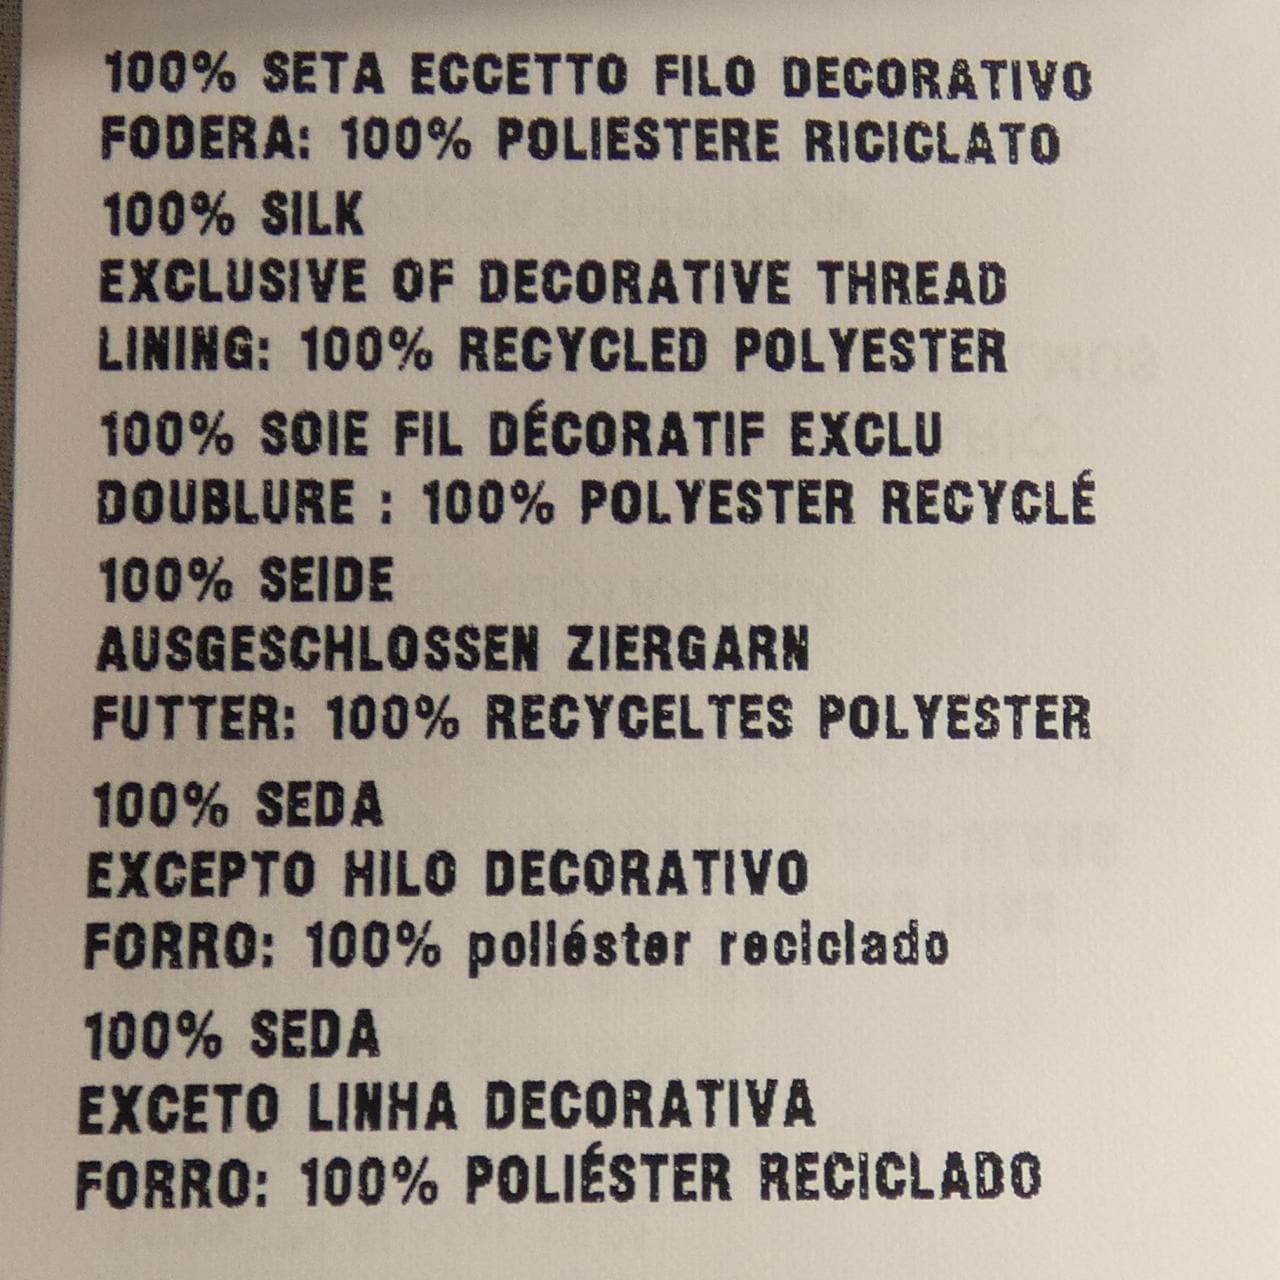 100% SETA ECCETTO FILO DECORATIVO
FODERA: 100% POLIESTERE RICICLATO
100% SILK
EXCLUSIVE OF DECORATIVE THREAD
LINING: 100% RECYCLED POLYESTER
100% SOIE FIL DÉCORATIF EXCLU
DOUBLURE : 100% POLYESTER RECYCLÉ
100% SEIDE
AUSGESCHLOSSEN ZIERGARN
FUTTER: 100% RECYCELTES POLYESTER
100% SEDA
EXCEPTO HILO DECORATIVO
FORRO: 100% poliéster reciclado
100% SEDA
EXCETO LINHA DECORATIVA
FORRO: 100% POLIÉSTER RECICLADO